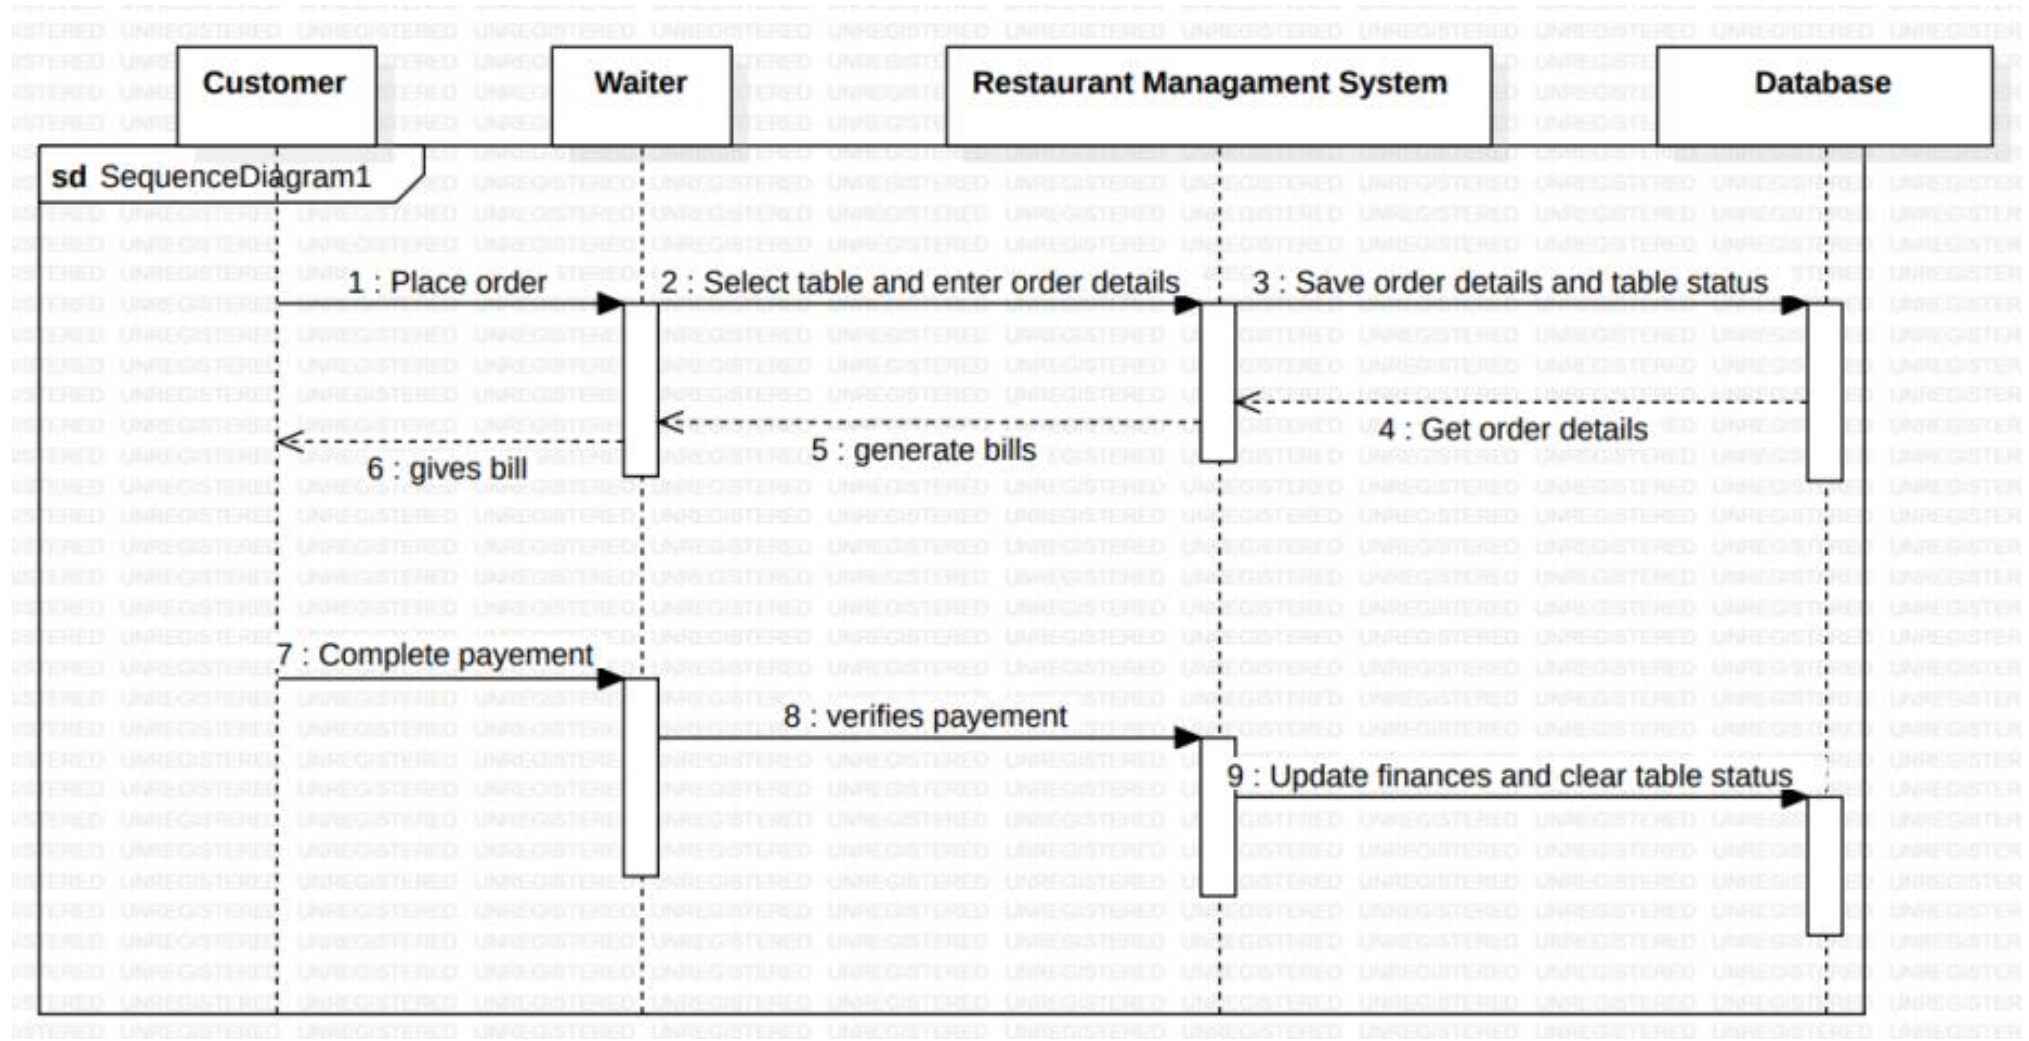 Customer
Waiter
Restaurant Managament System
Database
sd SequenceDiagram1
1 : Place order
2 : Select table and enter order details
3 : Save order details and table status
4 : Get order details
5 : generate bills
6 : gives bill
7 : Complete payement
8 : verifies payement
9 : Update finances and clear table status
UNREGISTERED